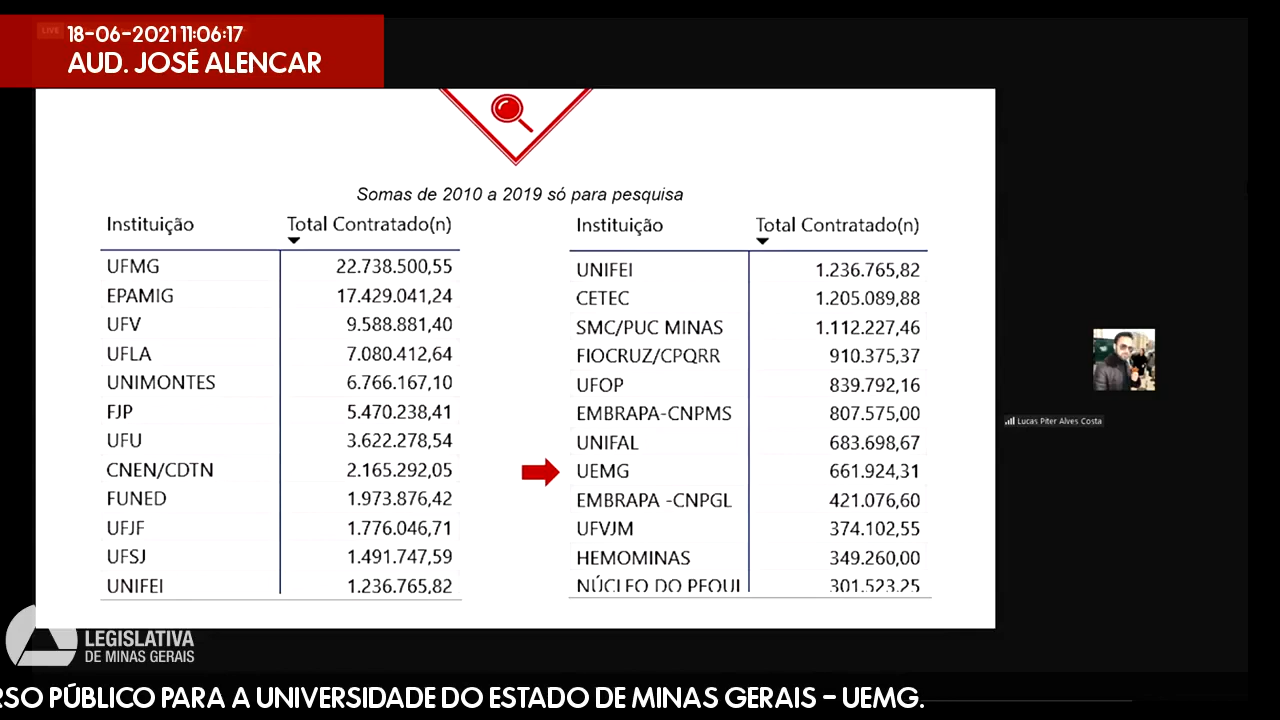 LIVE
18-06-2021 11:06:17
AUD. JOSÉ ALENCAR
Somas de 2010 a 2019 só para pesquisa
Instituição Total Contratado(n)
UFMG 22.738.500,55
EPAMIG 17.429.041,24
UFV 9.588.881,40
UFLA 7.080.412,64
UNIMONTES 6.766.167,10
FJP 5.470.238,41
UFU 3.622.278,54
CNEN/CDTN 2.165.292,05
FUNED 1.973.876,42
UFJF 1.776.046,71
UFSJ 1.491.747,59
UNIFEI 1.236.765,82
Instituição Total Contratado(n)
UNIFEI 1.236.765,82
CETEC 1.205.089,88
SMC/PUC MINAS 1.112.227,46
FIOCRUZ/CPQRR 910.375,37
UFOP 839.792,16
EMBRAPA-CNPMS 807.575,00
UNIFAL 683.698,67
UEMG 661.924,31
EMBRAPA -CNPGL 421.076,60
UFVJM 374.102,55
HEMOMINAS 349.260,00
NÚCLEO DO PEQUI 301.523,25
Lucas Piter Alves Costa
LEGISLATIVA
DE MINAS GERAIS
RSO PÚBLICO PARA A UNIVERSIDADE DO ESTADO DE MINAS GERAIS – UEMG.